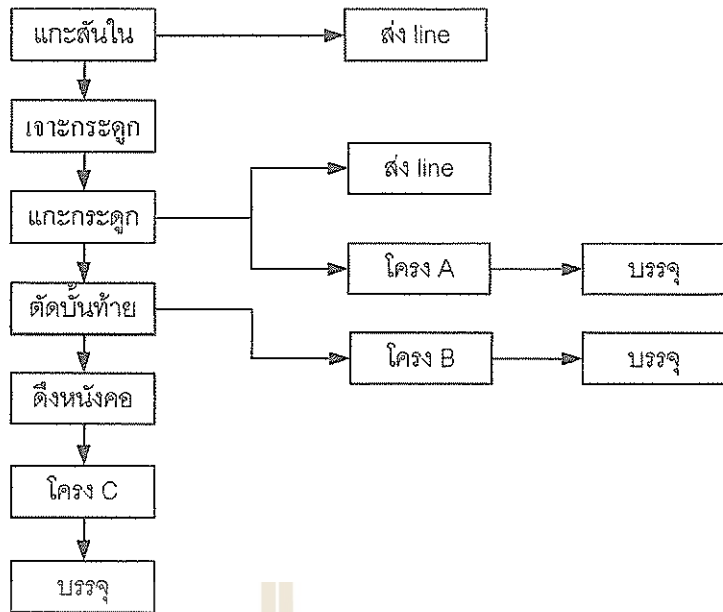 แกะสันใน
ส่ง line
เจาะกระดูก
ส่ง line
แกะกระดูก
โครง A
บรรจุ
ตัดบั้นท้าย
โครง B
บรรจุ
ดึงหนังคอ
โครง C
บรรจุ